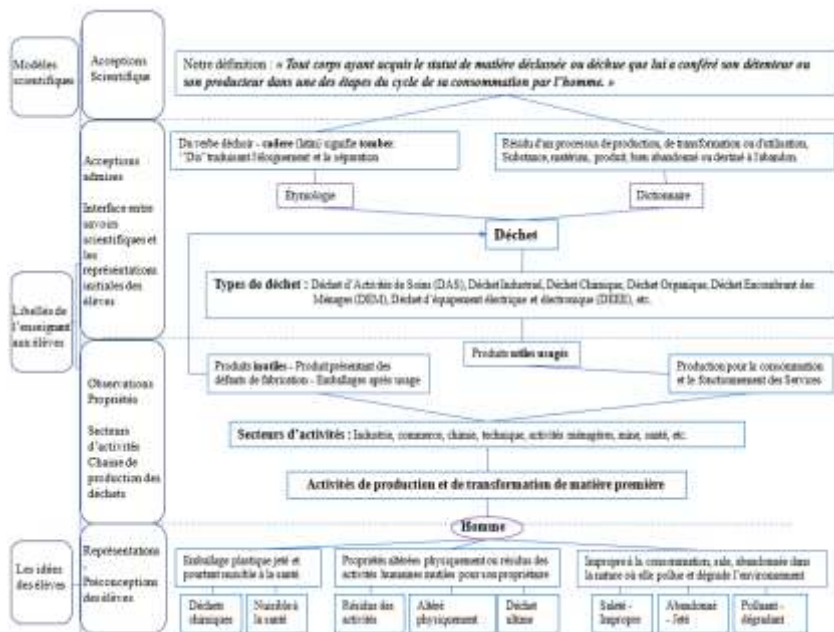 Modèles
scientifiques
Acceptions
Scientifique
Notre définition : « Tout corps ayant acquis le statut de matière déclassée ou déchue que lui a conféré son détenteur ou
son producteur dans une des étapes du cycle de sa consommation par l'homme. »
Libellés de
l'enseignant
aux élèves
Acceptions
admises
Interface entre
savoirs
scientifiques et
les
représentations
initiales des
élèves
Du verbe déchoir - cadere (latin) signifie tomber.
"Dis" traduisant l'éloignement et la séparation
Résidu d'un processus de production, de transformation ou d'utilisation,
Substance, matériau, produit, bien abandonné ou destiné à l'abandon.
Étymologie
Dictionnaire
Déchet
Types de déchet : Déchet d'Activités de Soins (DAS), Déchet Industriel, Déchet Chimique, Déchet Organique, Déchet Encombrant des
Ménages (DEM), Déchet d'équipement électrique et électronique (DEEE), etc.
Observations
Propriétés
Secteurs
d'activités
Chaine de
production des
déchets
Produits utiles usagés
Produits inutiles - Produit présentant des
défauts de fabrication - Emballages après usage
Production pour la consommation
et le fonctionnement des Services
Secteurs d'activités : Industrie, commerce, chimie, technique, activités ménagères, mine, santé, etc.
Activités de production et de transformation de matière première
Homme
Les idées
des élèves
Représentations
-
Préconceptions
des élèves
Emballage plastique jeté et
pourtant nuisible à la santé
Propriétés altérées physiquement ou résidus des
activités humaines inutiles pour son propriétaire
Impropre à la consommation, sale, abandonnée dans
la nature où elle pollue et dégrade l'environnement
Déchets
chimiques
Nuisible à
la santé
Résidus des
activités
Altéré
physiquement
Déchet
ultime
Saleté -
Impropre
Abandonné
- Jeté
Polluant -
dégradant